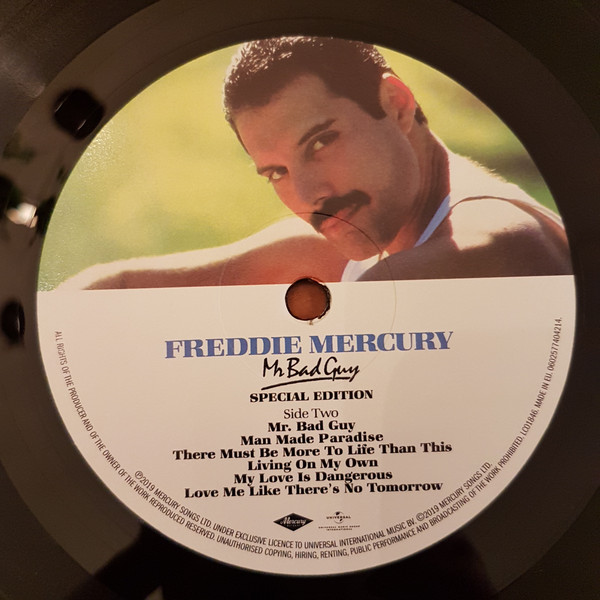 FREDDIE MERCURY
Mr Bad Guy
SPECIAL EDITION
Side Two
Mr. Bad Guy
Man Made Paradise
There Must Be More To Life Than This
Living On My Own
My Love Is Dangerous
Love Me Like There's No Tomorrow
Mercury
UNIVERSAL
UNIVERSAL MUSIC GROUP
INTERNATIONAL
ALL RIGHTS OF THE PRODUCER AND OF THE OWNER OF THE WORK REPRODUCED RESERVED. UNAUTHORISED COPYING, HIRING, RENTING, PUBLIC PERFORMANCE AND BROADCASTING OF THE WORK PROHIBITED. LC01846. MADE IN EU. 0602577404214.
℗2019 MERCURY SONGS LTD. UNDER EXCLUSIVE LICENCE TO UNIVERSAL INTERNATIONAL MUSIC BV. ©2019 MERCURY SONGS LTD.